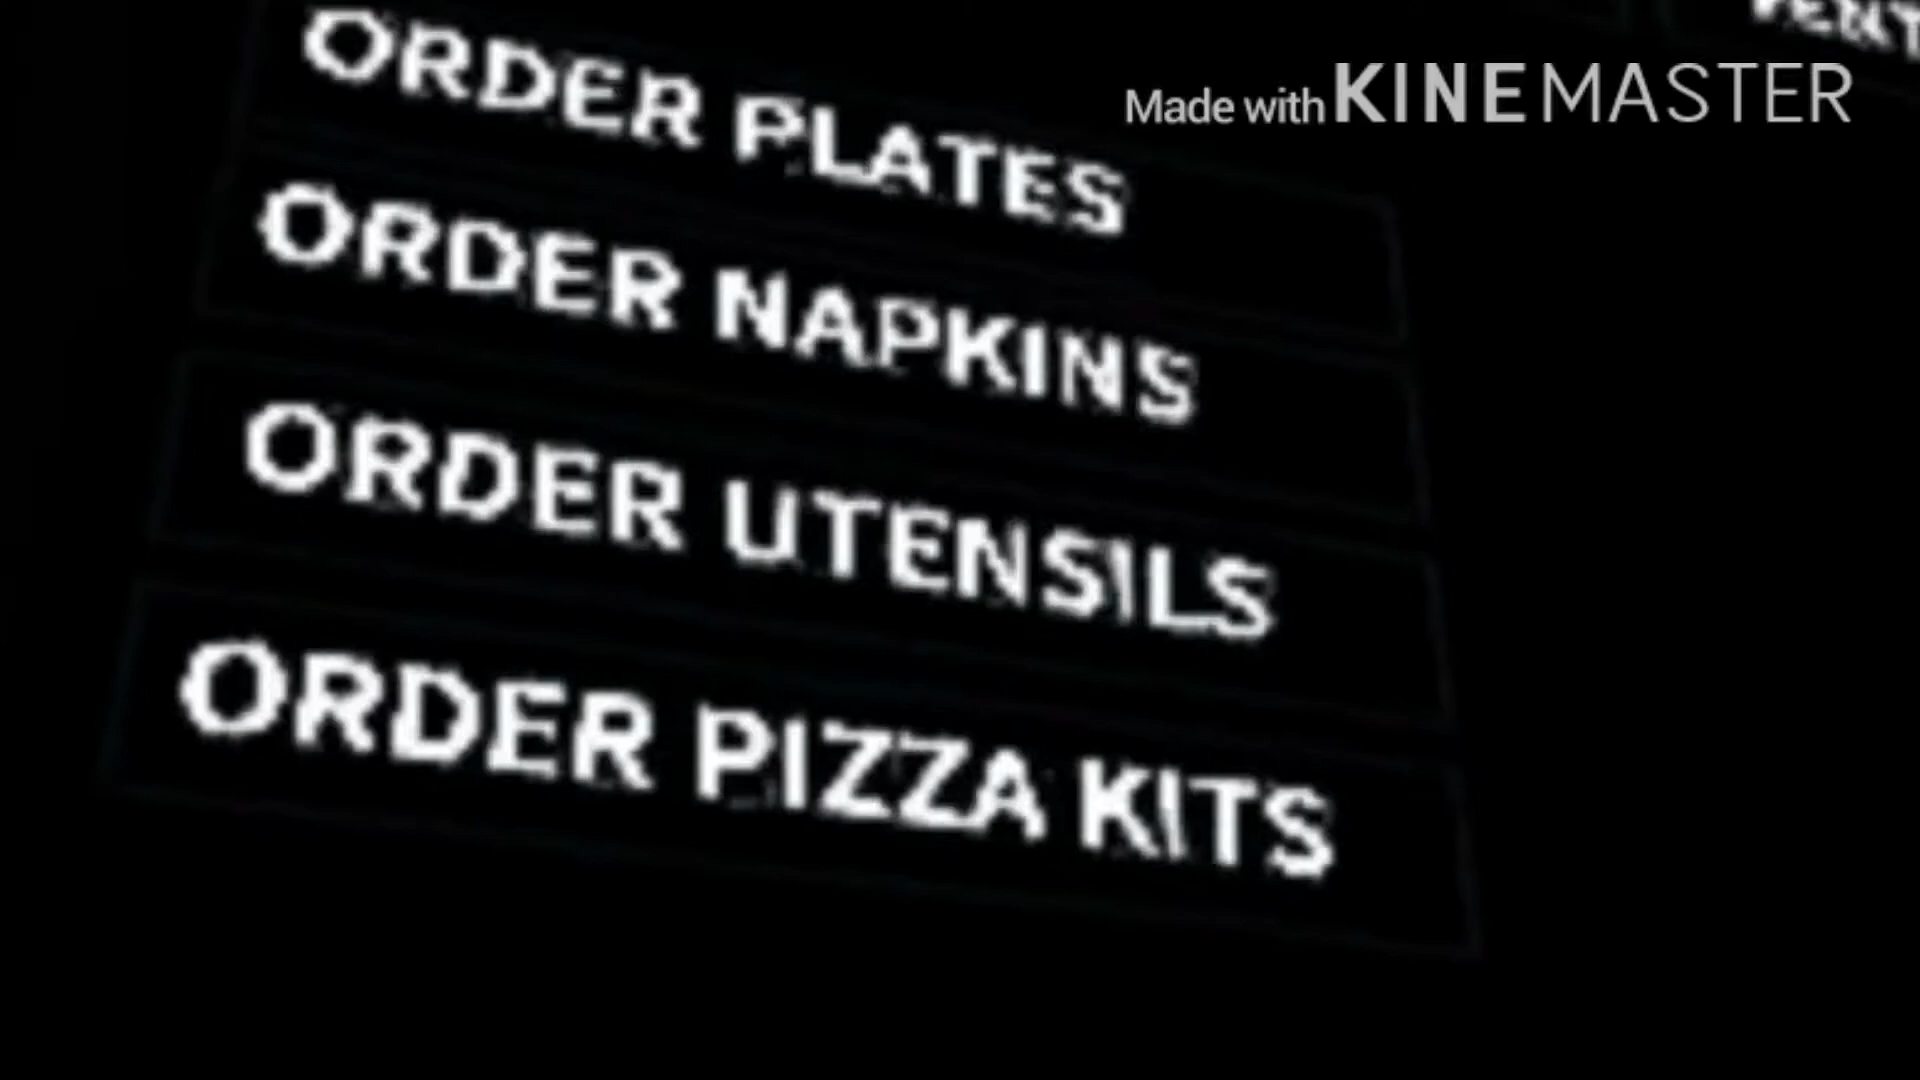 ORDER PLATES
Made with KINEMASTER
ORDER NAPKINS
ORDER UTENSILS
ORDER PIZZA KITS